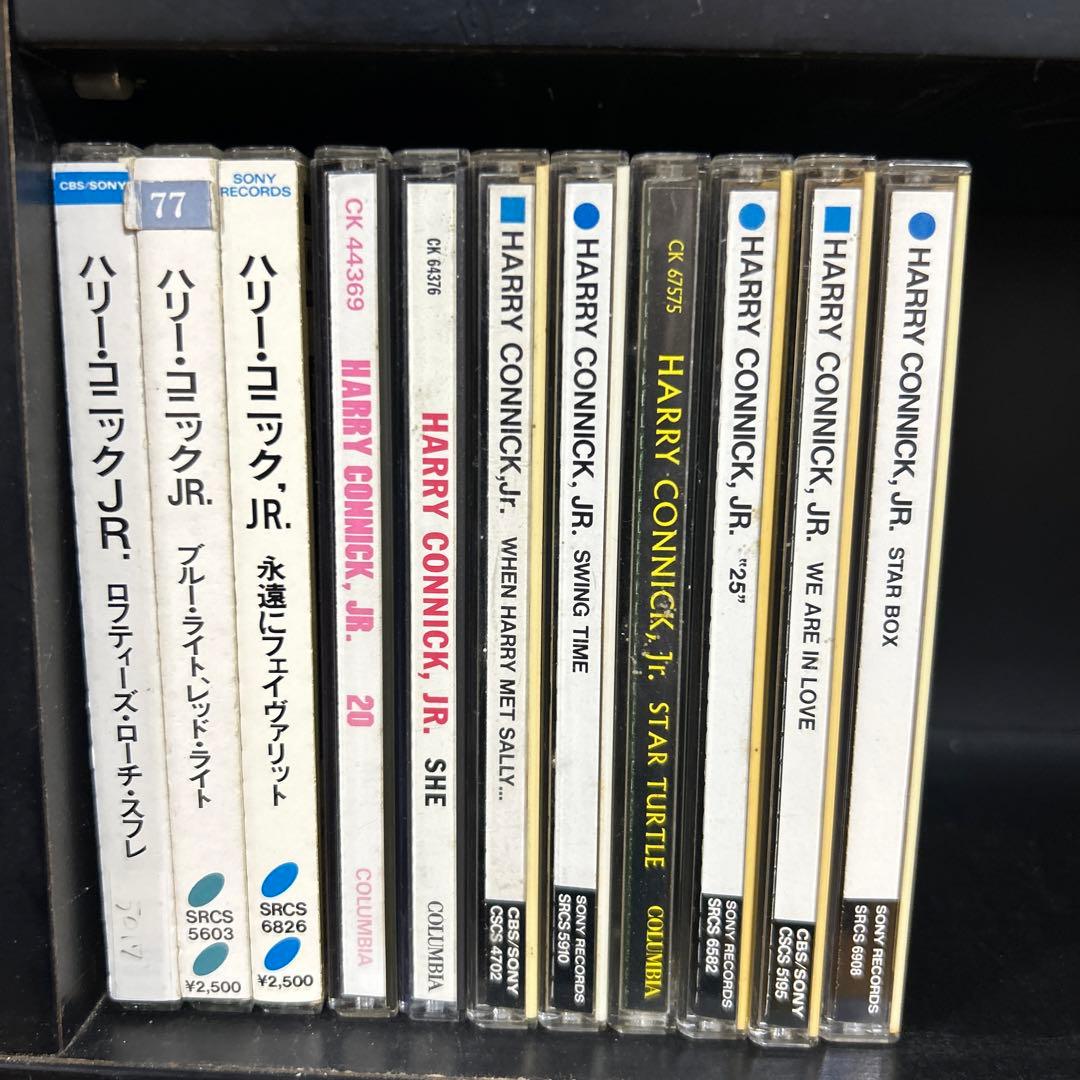 CBS/SONY
ハリー・コニックJR.
ロフティーズ・ローチ・スフレ
77
ハリー・コニックJR.
ブルー・ライト、レッド・ライト
SRCS
5603
¥2,500
SONY
RECORDS
ハリー・コニック,JR.
永遠にフェイヴァリット
SRCS
6826
¥2,500
CK 44369
HARRY CONNICK, JR.
20
COLUMBIA
CK 64376
HARRY CONNICK, JR.
SHE
COLUMBIA
HARRY CONNICK,Jr.
WHEN HARRY MET SALLY...
CBS/SONY
CSCS 4702
HARRY CONNICK, JR.
SWING TIME
SONY RECORDS
SRCS 5910
CK 67575
HARRY CONNICK, Jr.
STAR TURTLE
COLUMBIA
HARRY CONNICK, JR.
"25"
SONY RECORDS
SRCS 6582
HARRY CONNICK, JR.
WE ARE IN LOVE
CBS/SONY
CSCS 5195
HARRY CONNICK, JR.
STAR BOX
SONY RECORDS
SRCS 6908